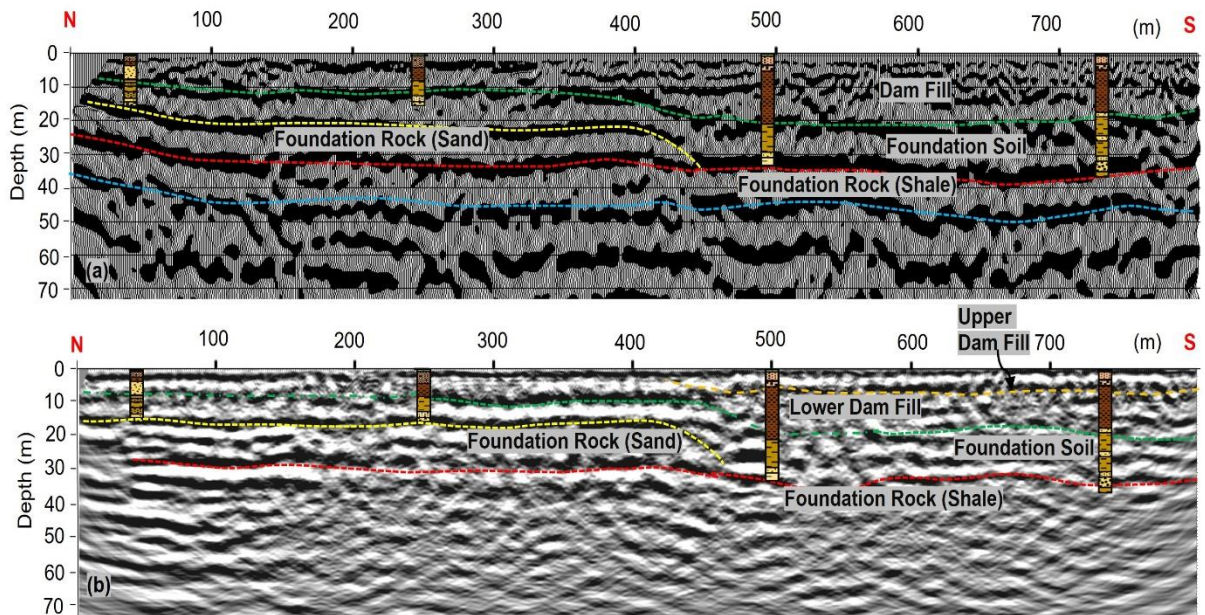 N 100 200 300 400 500 600 700 (m) S
0
10
20
30
40
50
60
70
Depth (m)
Dam Fill
Foundation Rock (Sand)
Foundation Soil
Foundation Rock (Shale)
(a)
Upper
Dam Fill
N 100 200 300 400 500 600 700 (m) S
0
10
20
30
40
50
60
70
Depth (m)
Lower Dam Fill
Foundation Rock (Sand)
Foundation Soil
Foundation Rock (Shale)
(b)